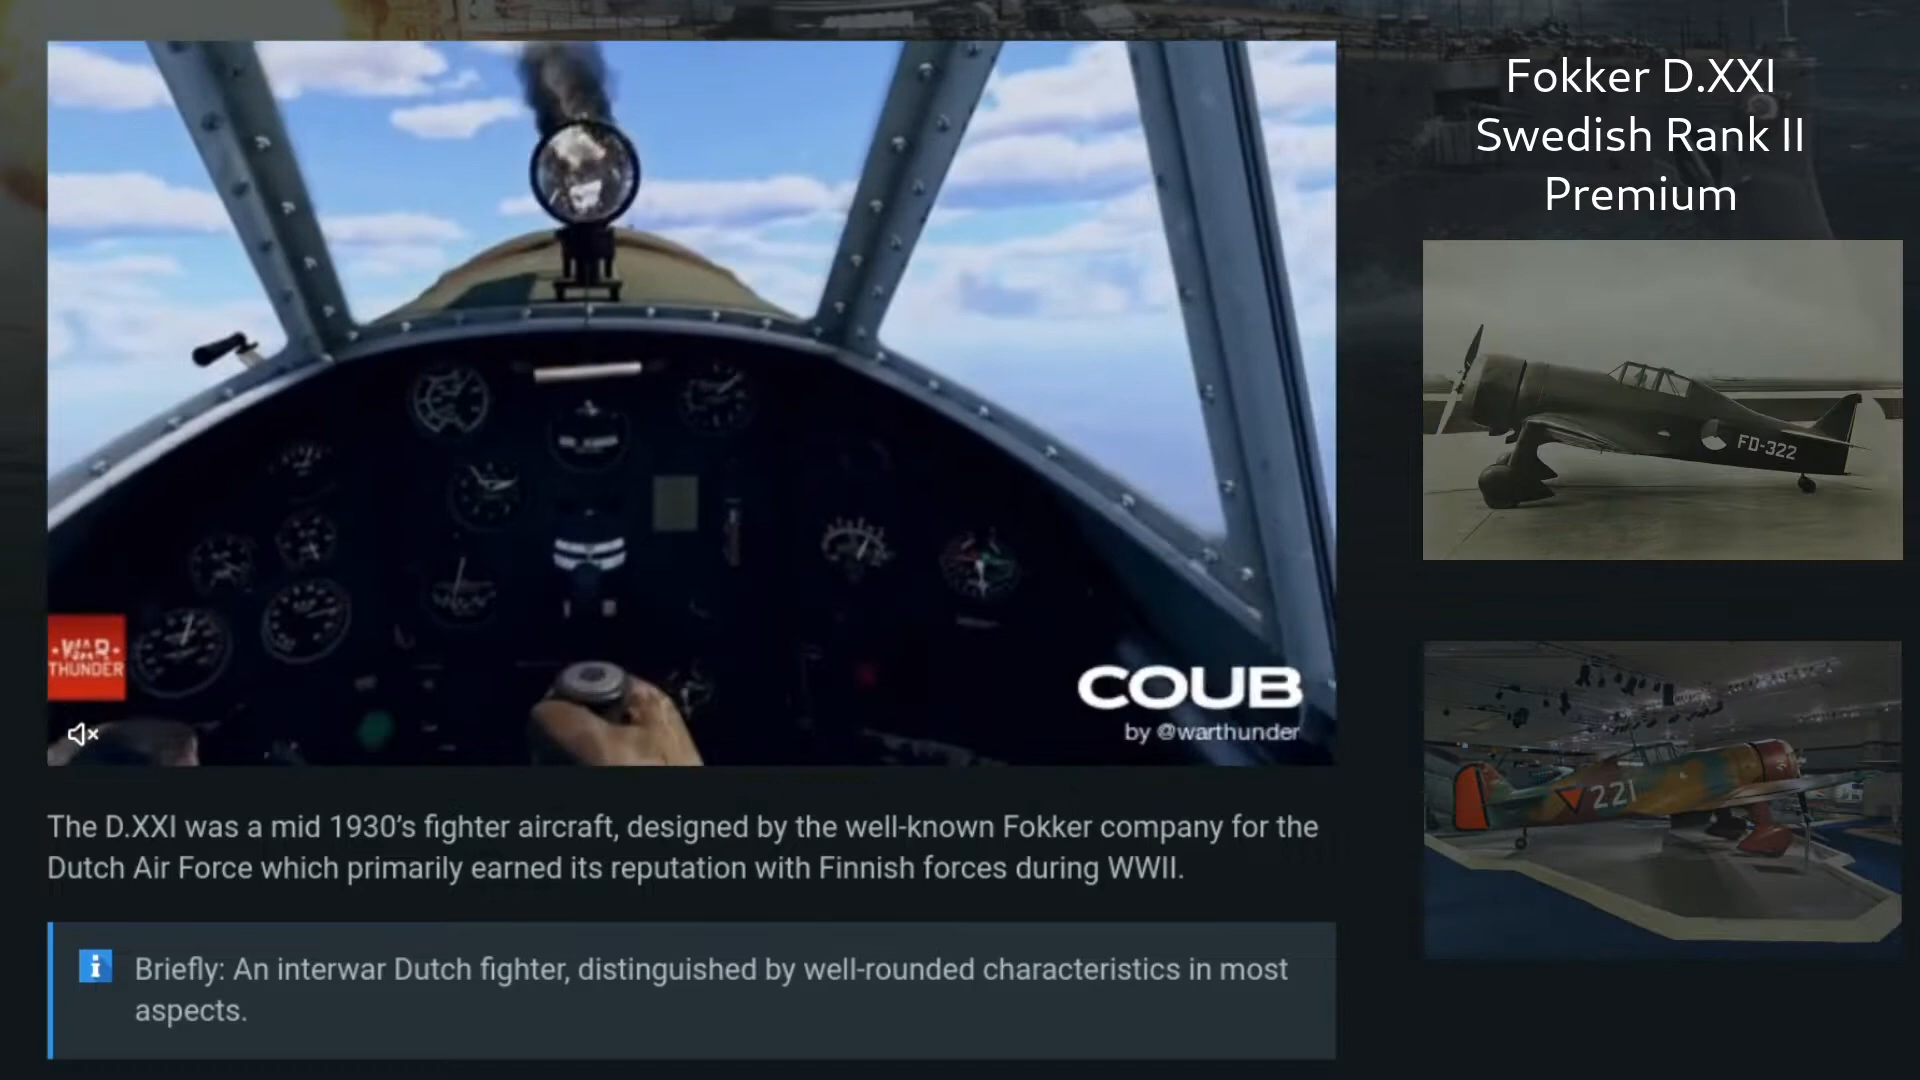 Fokker D.XXI
Swedish Rank II
Premium
FD-322
WAR
THUNDER
COUB
by @warthunder
221
The D.XXI was a mid 1930’s fighter aircraft, designed by the well-known Fokker company for the
Dutch Air Force which primarily earned its reputation with Finnish forces during WWII.
Briefly: An interwar Dutch fighter, distinguished by well-rounded characteristics in most
aspects.